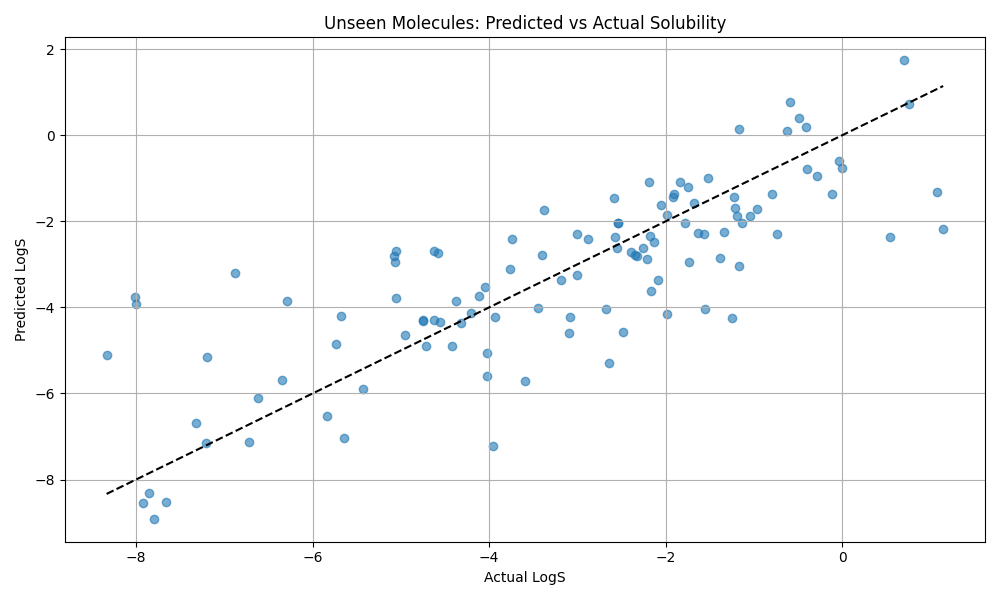 Unseen Molecules: Predicted vs Actual Solubility
Predicted LogS
2
0
−2
−4
−6
−8
−8 −6 −4 −2 0
Actual LogS